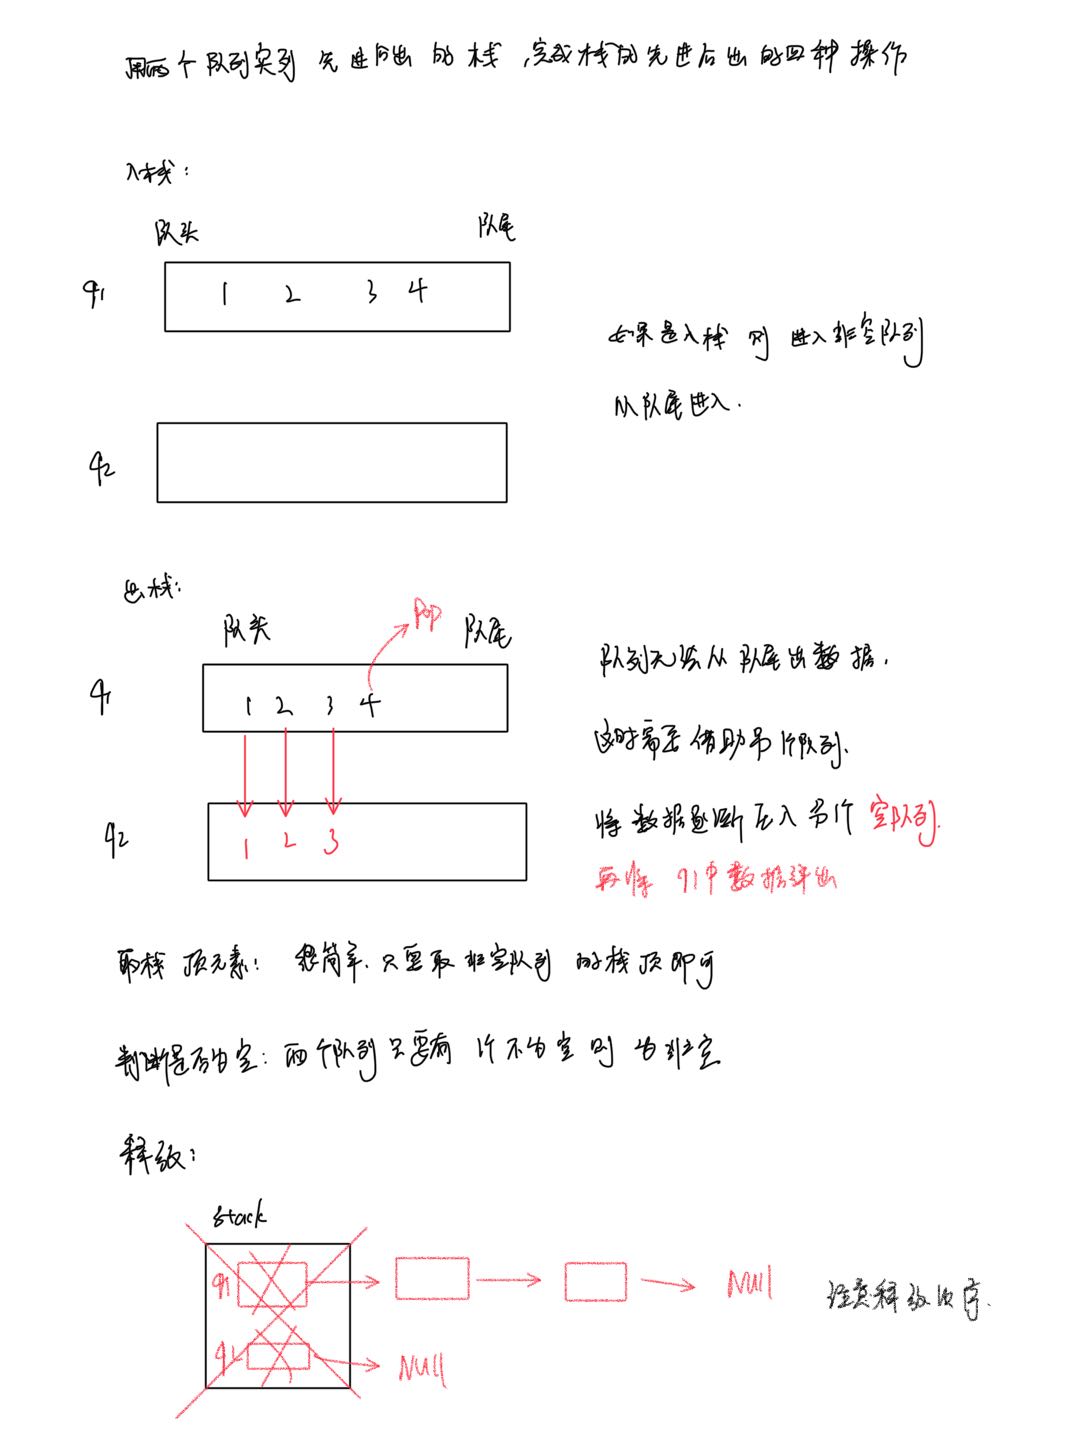 用两个队列实现 先进后出 的 栈 ,完成栈的先进后出的四种操作
入栈：
队头 队尾
q1 1 2 3 4
如果是入栈 则 进入非空队列
从队尾进入.
q2
出栈：
pop
队头 队尾
q1 1 2 3 4
队列无法从队尾出数据.
这时需要借助另一个队列.
q2 1 2 3
将数据逐渐压入另一个空队列.
再将 q1中数据弹出
取栈顶元素： 很简单.只要取非空队列 的栈顶即可
判断是否为空：两个队列只要有一个不为空 则 为非空
释放：
stack
q1 NUll
注意释放次序.
q2 NUll